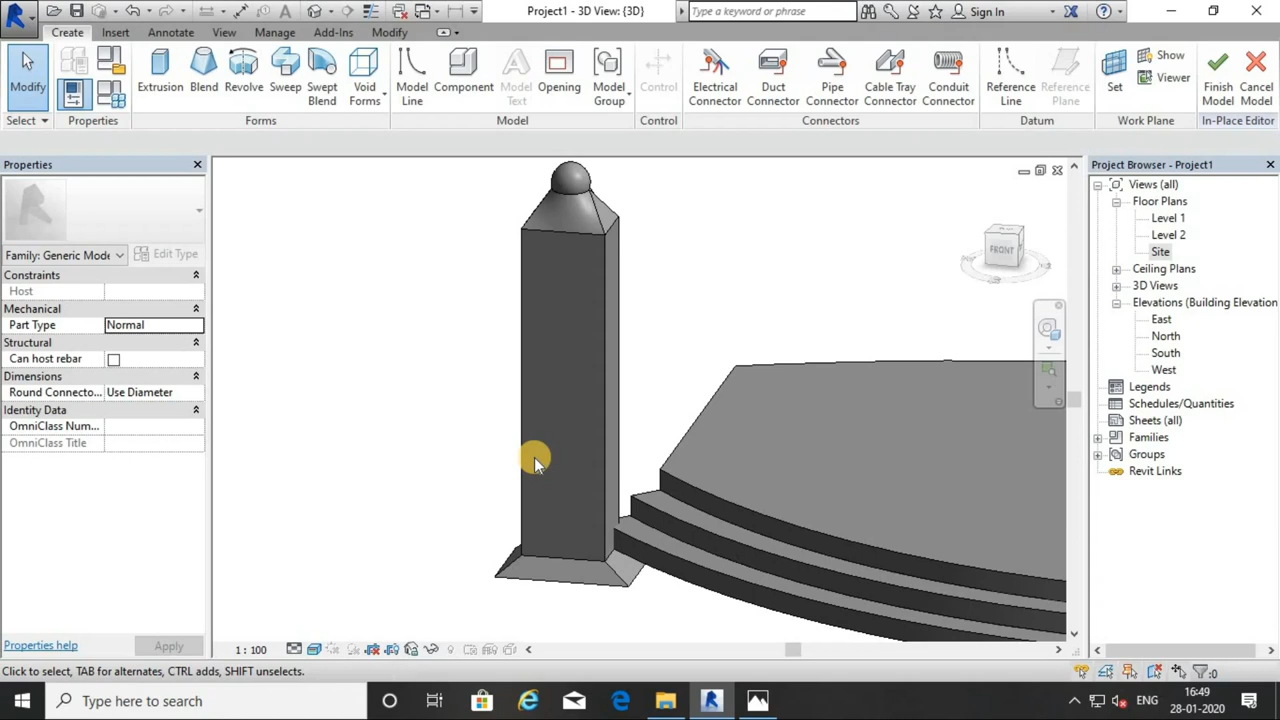 Project1 - 3D View: {3D}
Type a keyword or phrase
Sign In
Create Insert Annotate View Manage Add-Ins Modify
Modify
Extrusion Blend Revolve Sweep Swept Blend Void Forms
Model Line Component Model Text Opening Model Group
Control
Electrical Connector Duct Connector Pipe Connector Cable Tray Connector Conduit Connector
Reference Line Reference Plane
Set Show Viewer
Finish Model Cancel Model
Select Properties Forms Model Control Connectors Datum Work Plane In-Place Editor
Properties
Family: Generic Mode
Edit Type
Constraints
Host
Mechanical
Part Type Normal
Structural
Can host rebar
Dimensions
Round Connecto... Use Diameter
Identity Data
OmniClass Num...
OmniClass Title
Properties help Apply
FRONT
Project Browser - Project1
Views (all)
Floor Plans
Level 1
Level 2
Site
Ceiling Plans
3D Views
Elevations (Building Elevation
East
North
South
West
Legends
Schedules/Quantities
Sheets (all)
Families
Groups
Revit Links
1 : 100
Click to select, TAB for alternates, CTRL adds, SHIFT unselects.
:0
Type here to search
ENG
16:49
28-01-2020